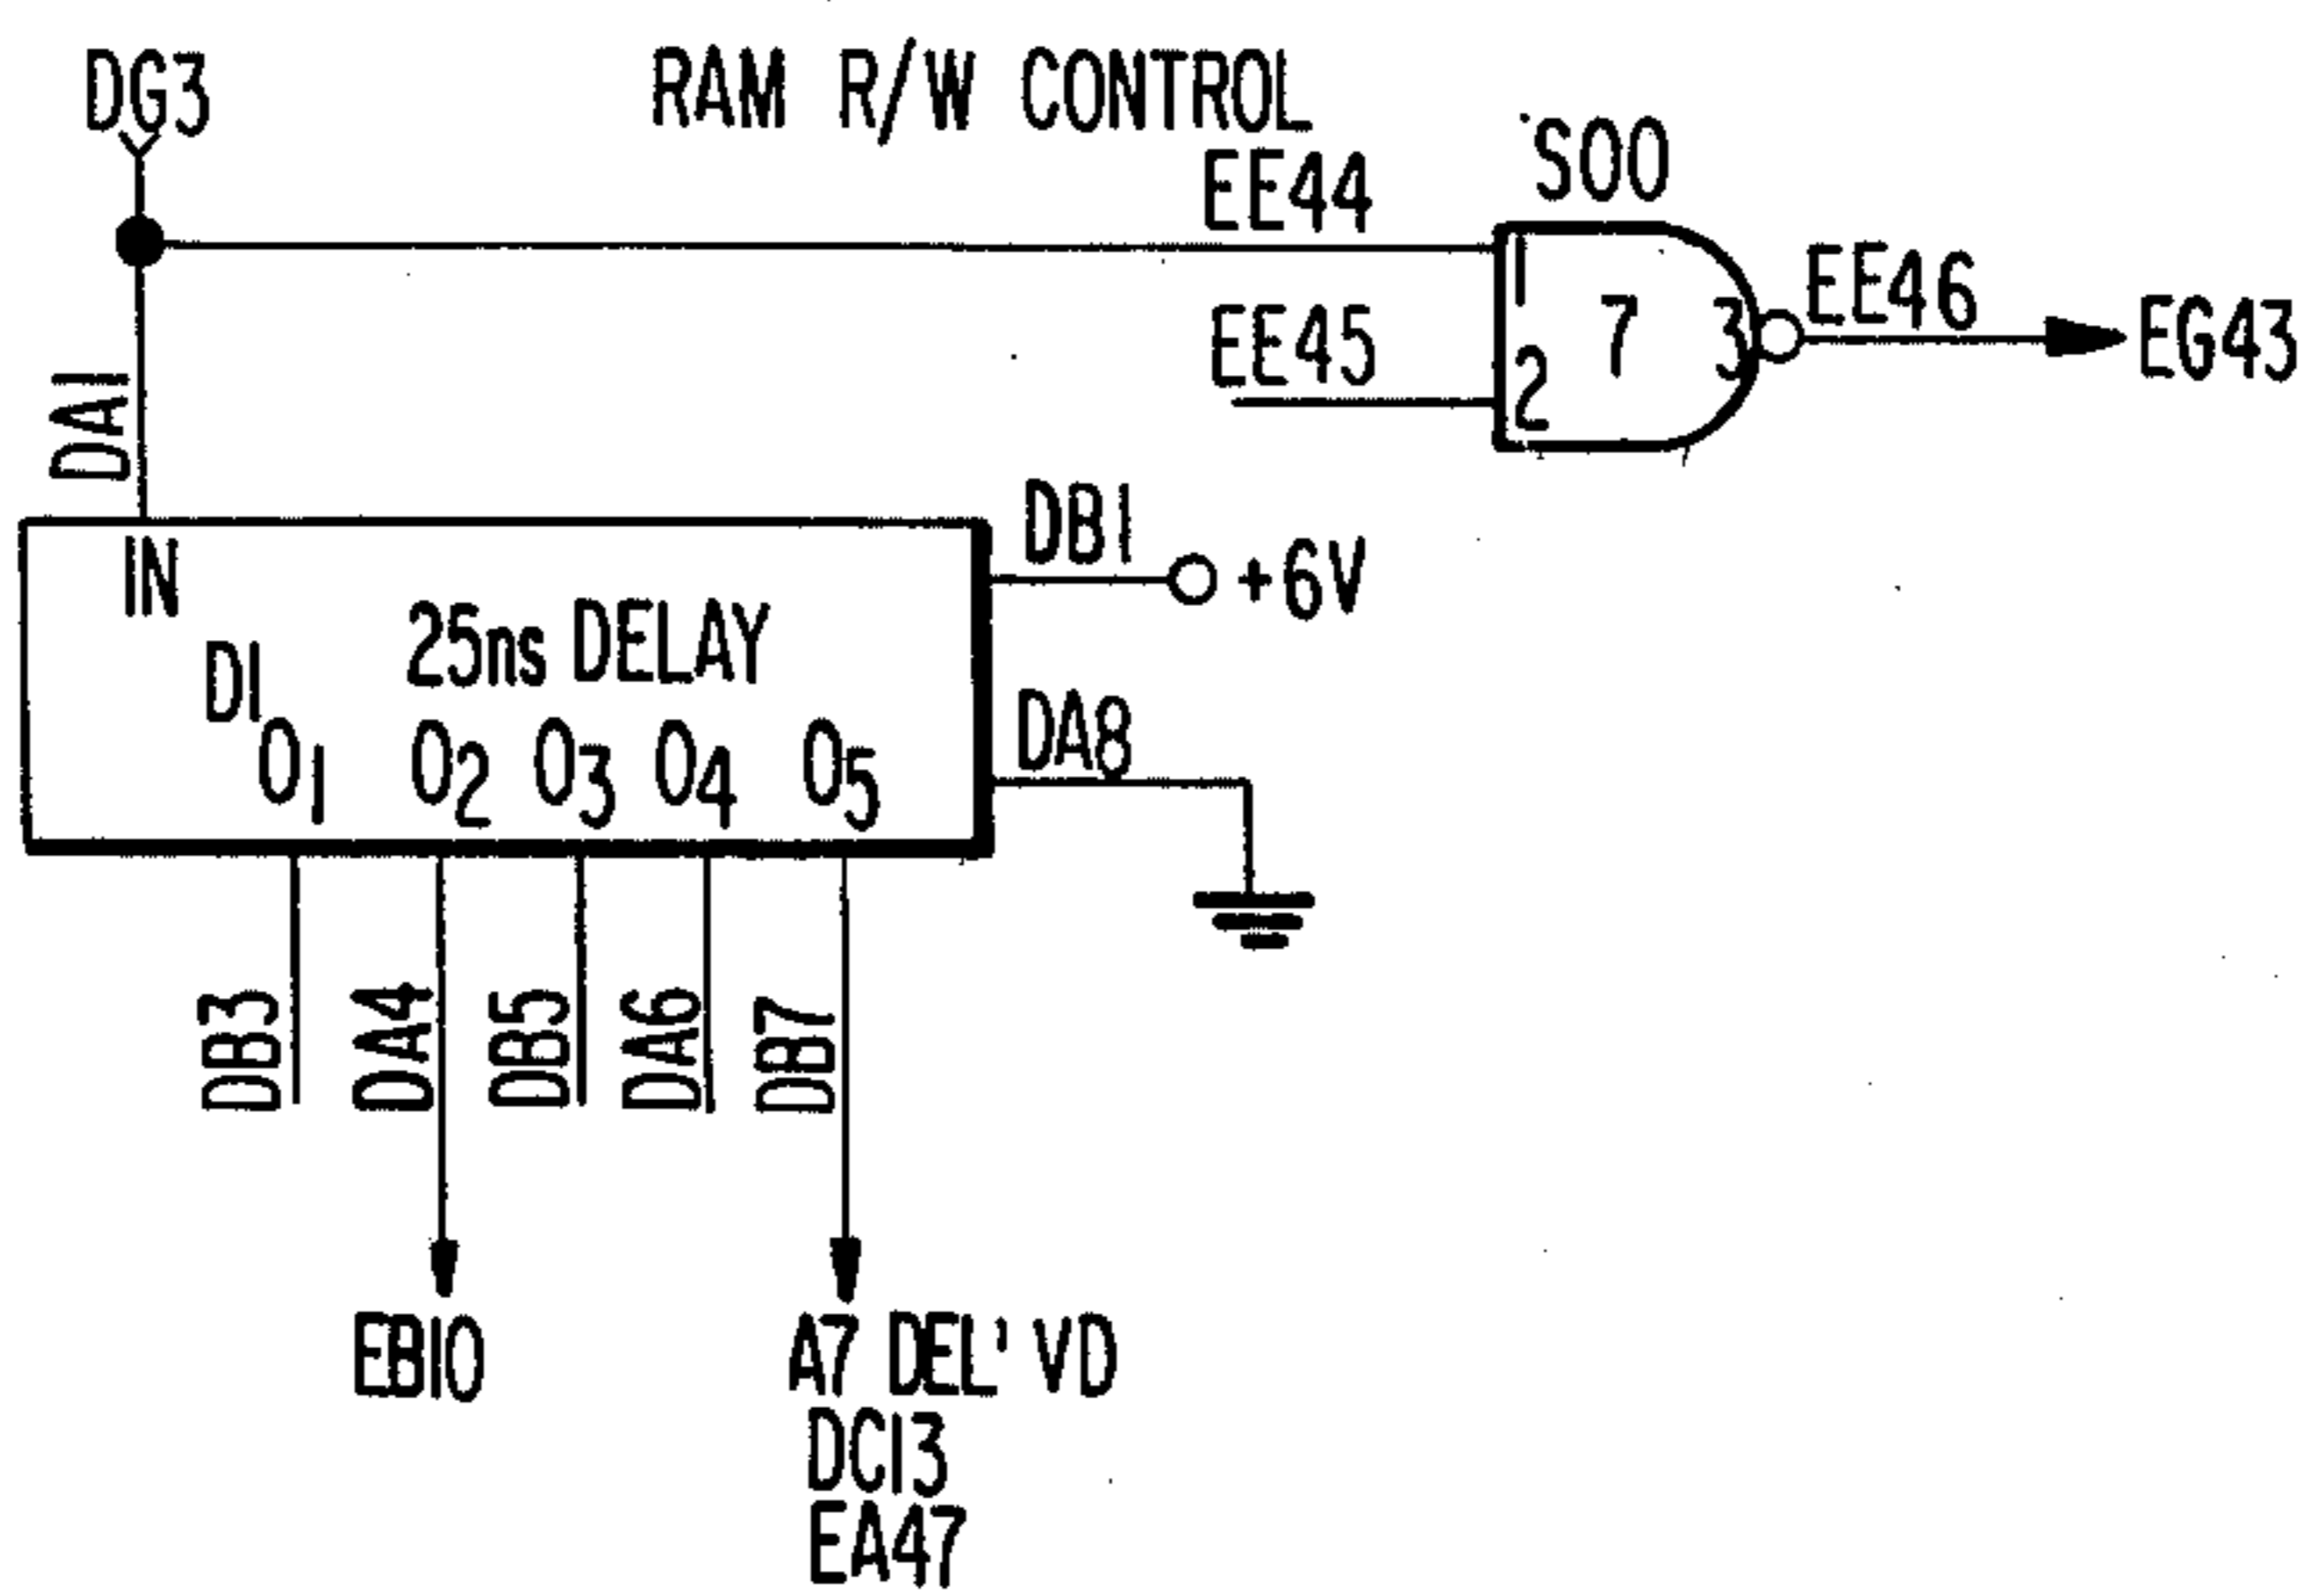 DG3
RAM R/W CONTROL
EE44
S00
1
EE46
EE45
7
3
EG43
2
DA1
IN
DB1
+6V
25ns DELAY
D1
DA8
O1 O2 O3 O4 O5
DB3
DA4
DB5
DA6
DB7
EB10
A7 DEL' VD
DC13
EA47